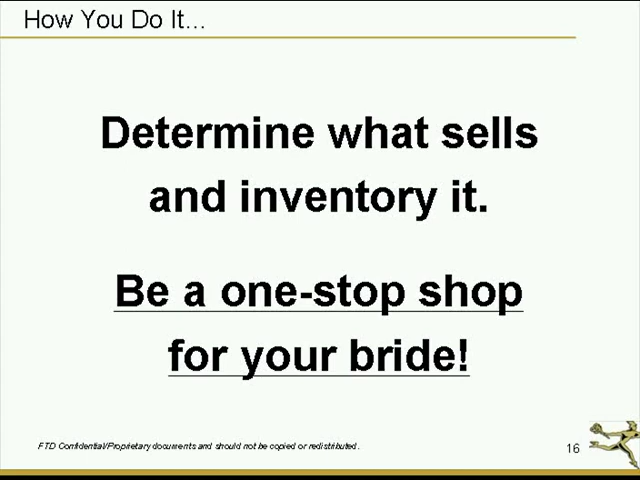 How You Do It...
Determine what sells
and inventory it.
Be a one-stop shop
for your bride!
FTD Confidential/Proprietary documents and should not be copied or redistributed.
16